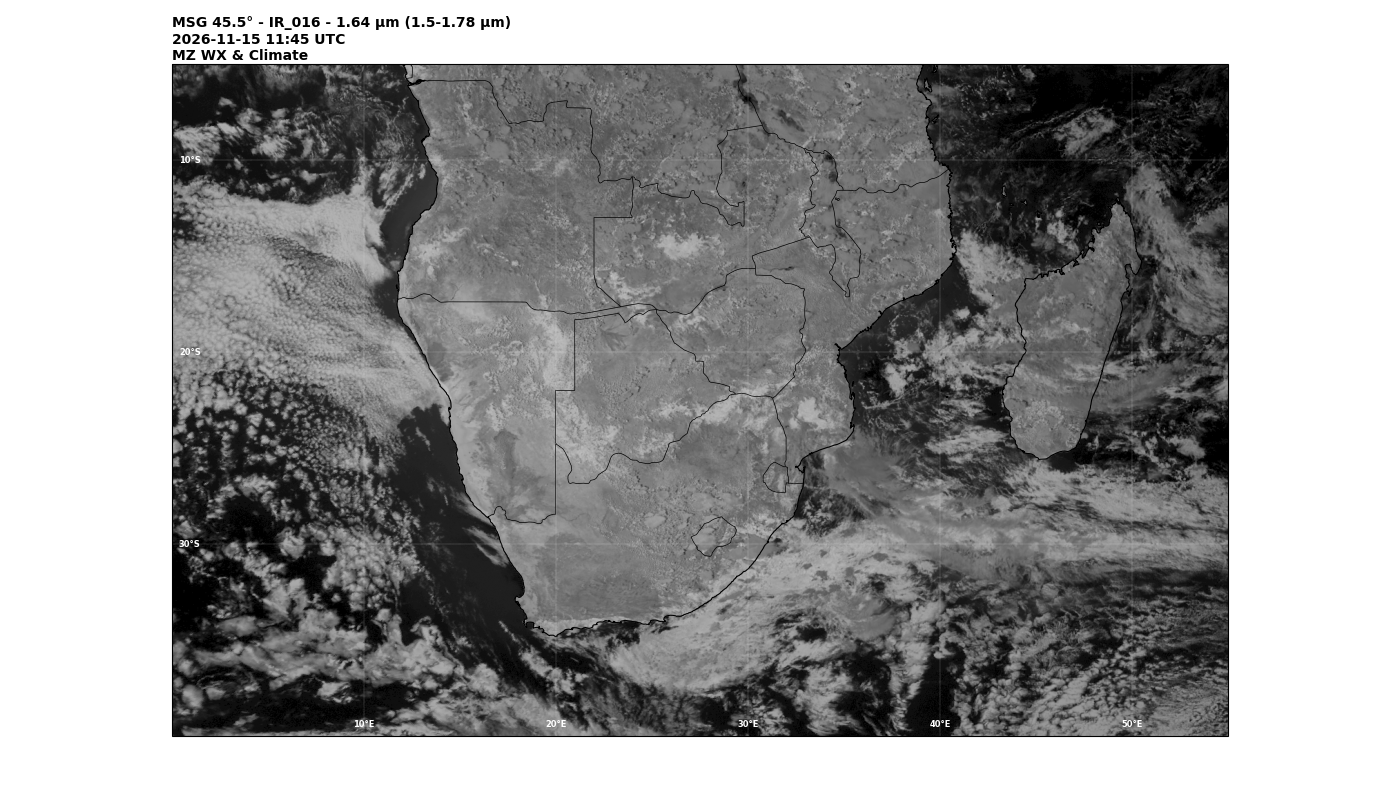 MSG 45.5° - IR_016 - 1.64 µm (1.5-1.78 µm)
2026-11-15 11:45 UTC
MZ WX & Climate
10°S
20°S
30°S
10°E
20°E
30°E
40°E
50°E